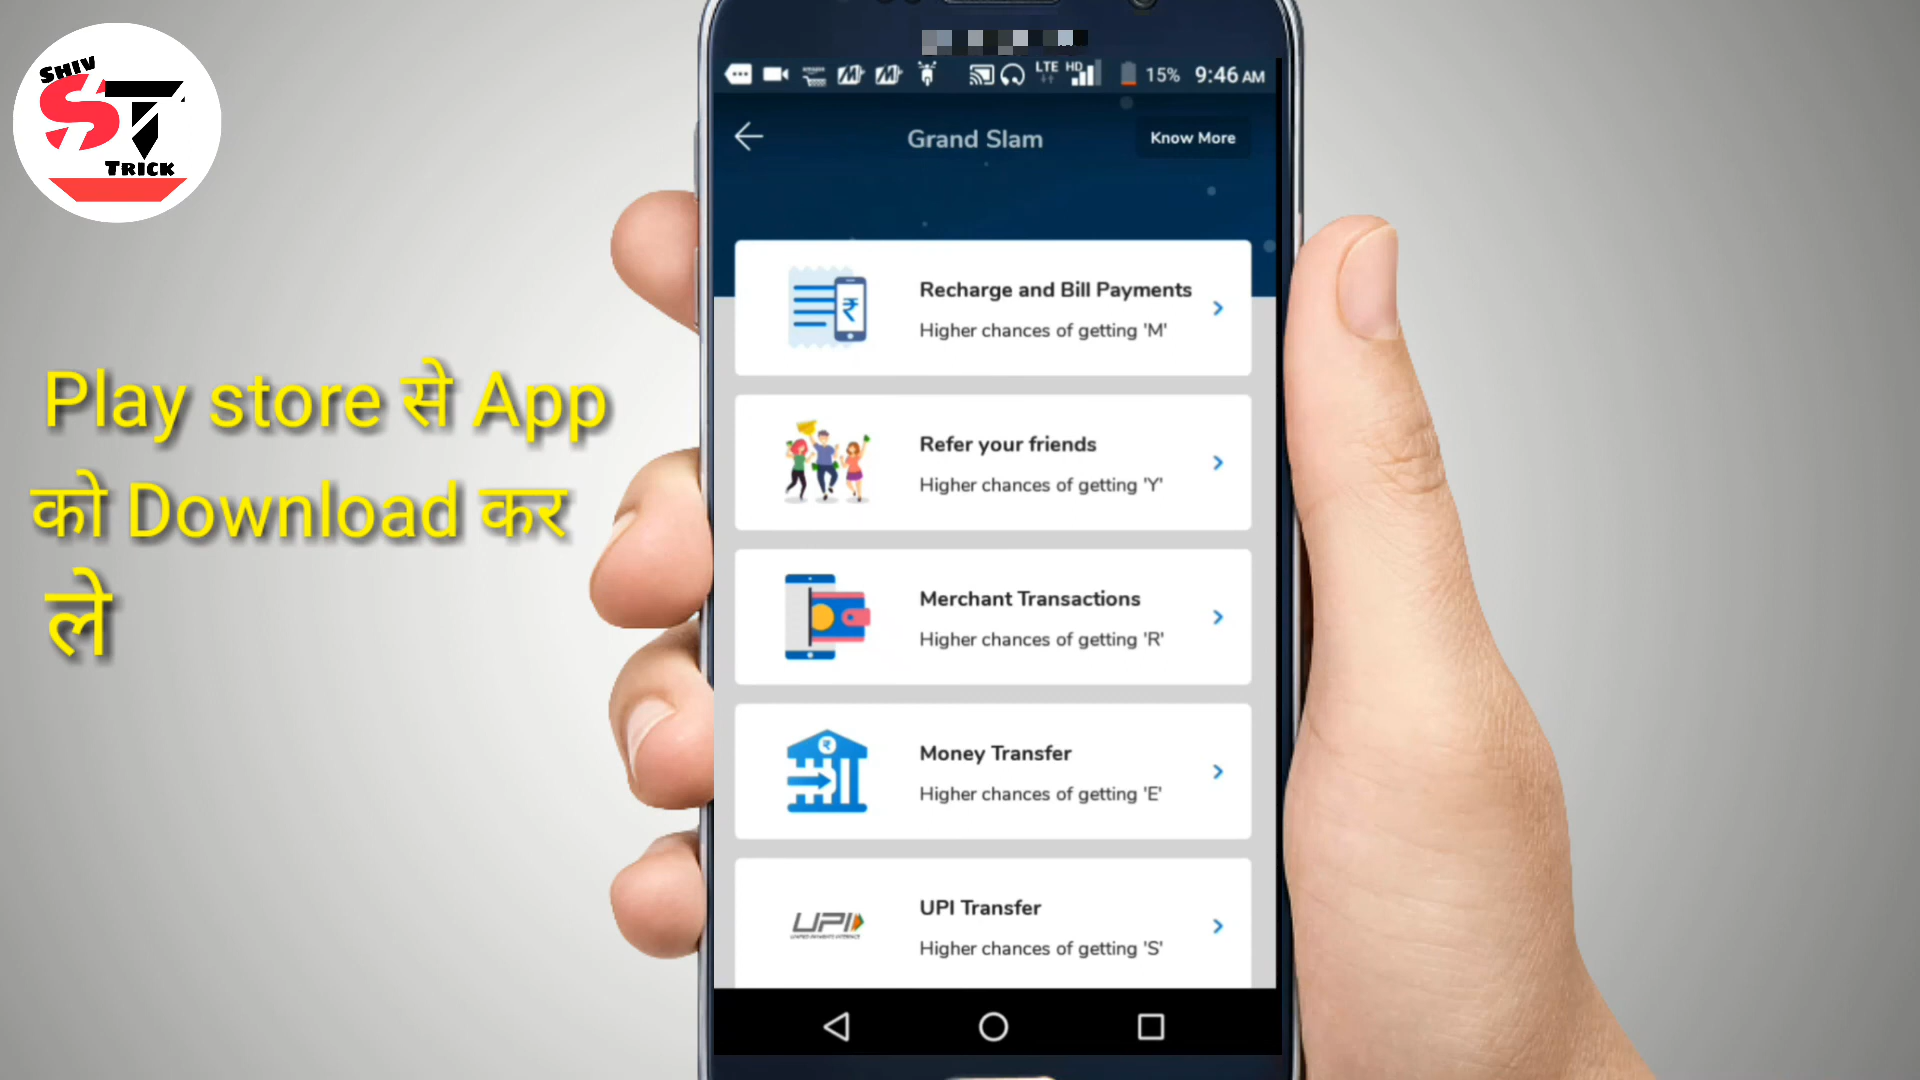 SHIV
ST
TRICK
Play store से App
को Download कर
ले
LTE HD 15% 9:46 AM
Grand Slam
Know More
Recharge and Bill Payments
Higher chances of getting 'M'
Refer your friends
Higher chances of getting 'Y'
Merchant Transactions
Higher chances of getting 'R'
Money Transfer
Higher chances of getting 'E'
UPI Transfer
Higher chances of getting 'S'
UPI